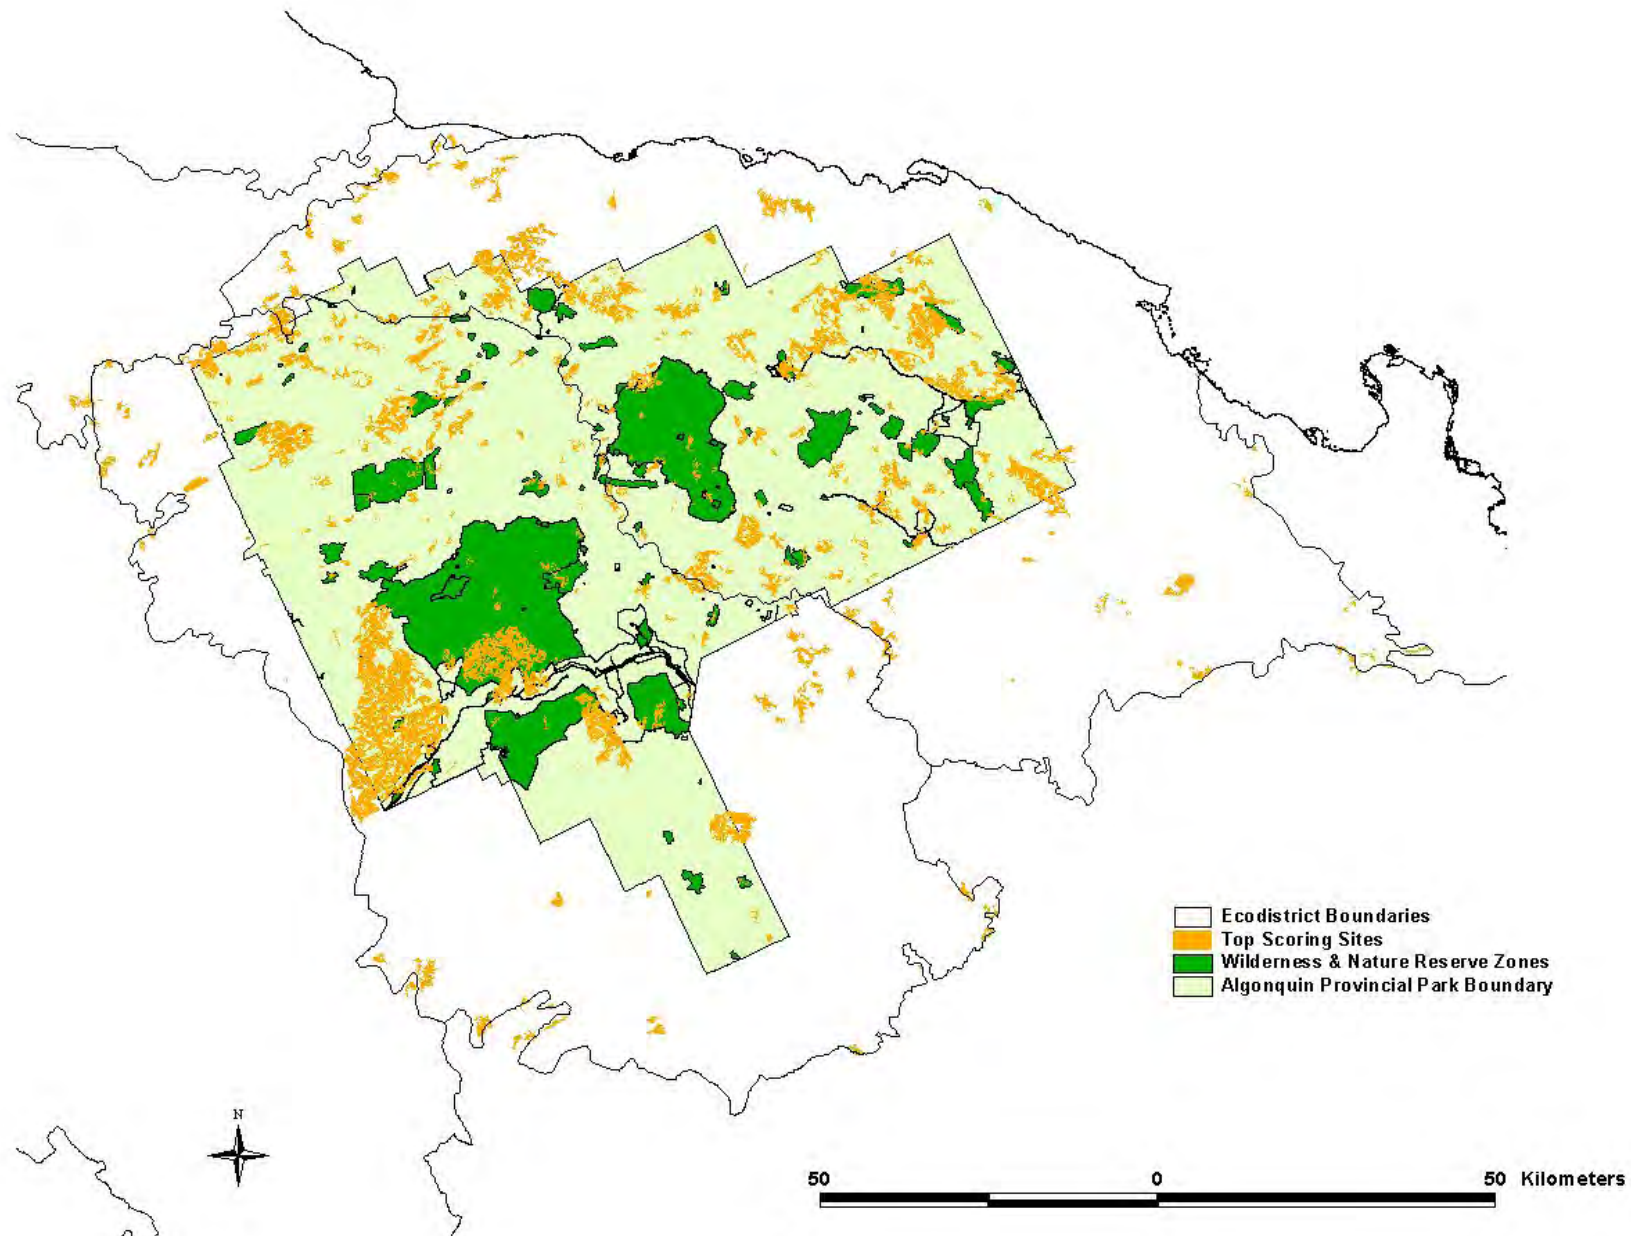 Ecodistrict Boundaries
Top Scoring Sites
Wilderness & Nature Reserve Zones
Algonquin Provincial Park Boundary
N
50 0 50 Kilometers